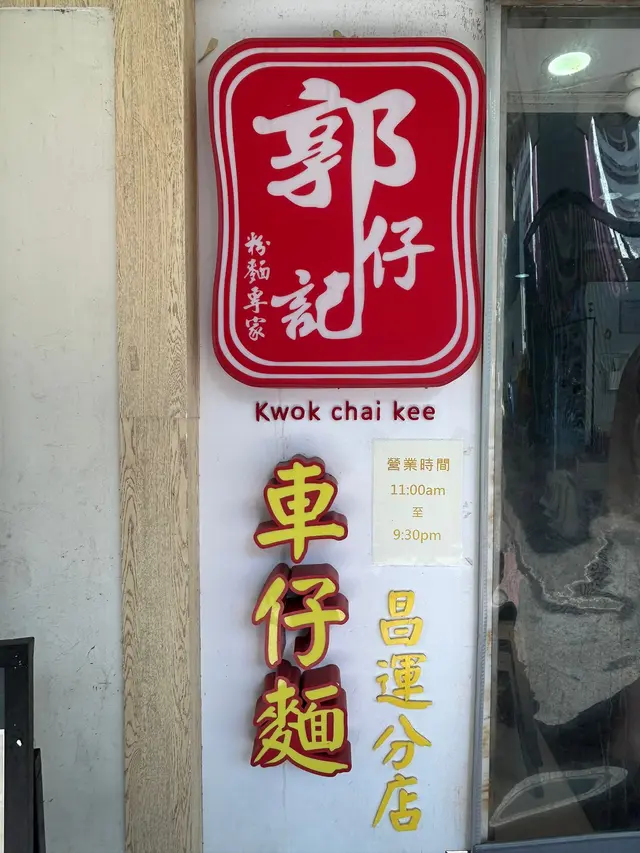 郭仔記
粉麵專家
Kwok chai kee
車仔麵
營業時間
11:00am
至
9:30pm
昌運分店